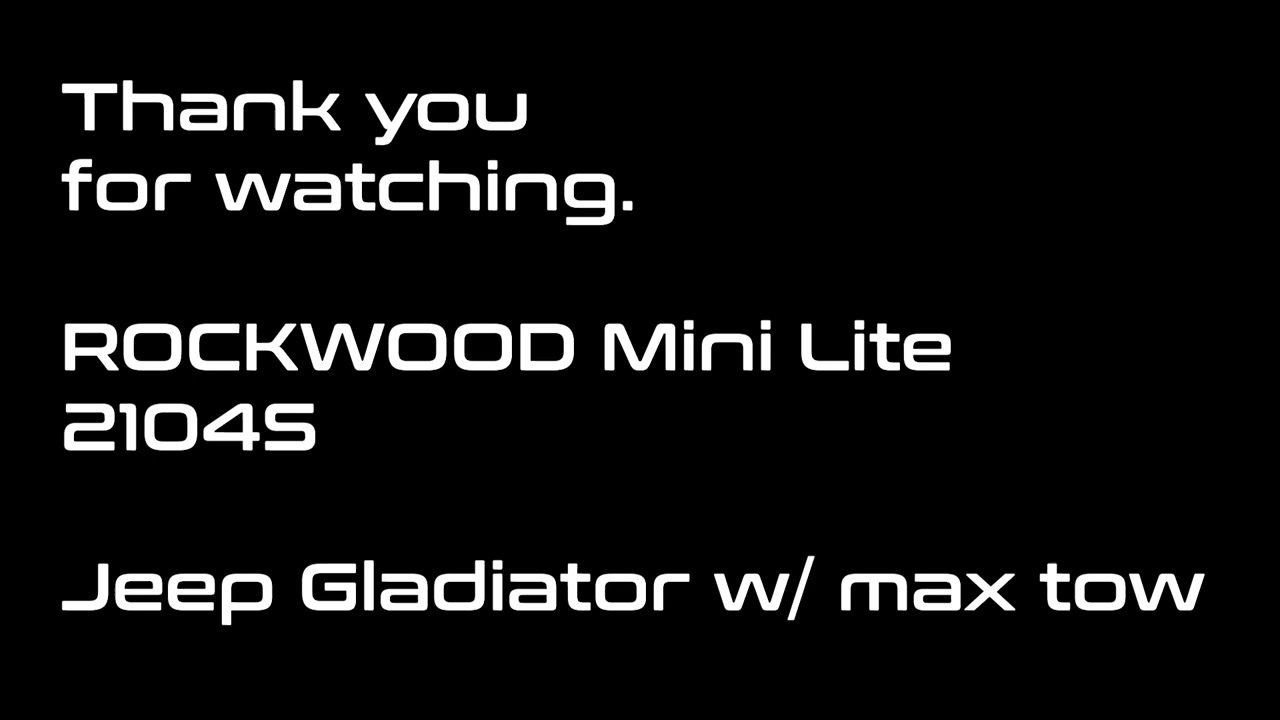 Thank you
for watching.
ROCKWOOD Mini Lite
2104S
Jeep Gladiator w/ max tow